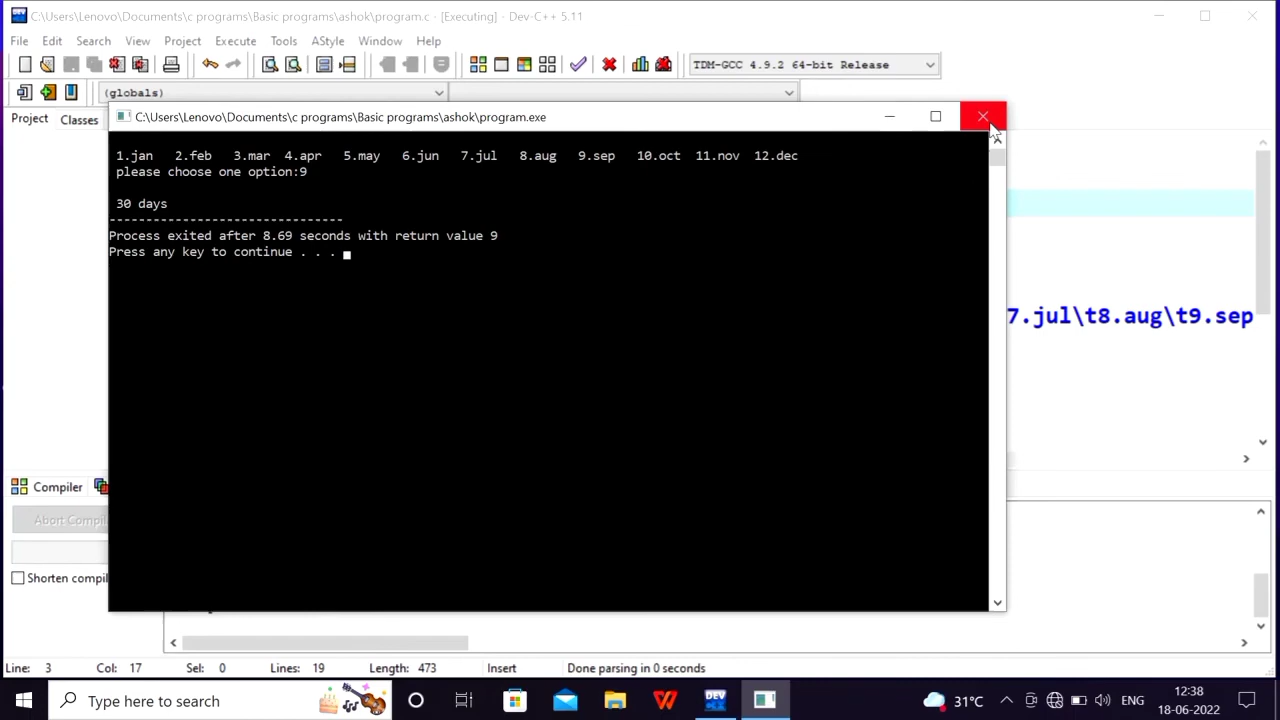 C:\Users\Lenovo\Documents\c programs\Basic programs\ashok\program.c - [Executing] - Dev-C++ 5.11
File Edit Search View Project Execute Tools AStyle Window Help
TDM-GCC 4.9.2 64-bit Release
(globals)
Project Classes
C:\Users\Lenovo\Documents\c programs\Basic programs\ashok\program.exe
1.jan 2.feb 3.mar 4.apr 5.may 6.jun 7.jul 8.aug 9.sep 10.oct 11.nov 12.dec
please choose one option:9
30 days
--------------------------------
Process exited after 8.69 seconds with return value 9
Press any key to continue . . .
7.jul\t8.aug\t9.sep
Compiler
Abort Compil
Shorten compil
Line: 3 Col: 17 Sel: 0 Lines: 19 Length: 473 Insert Done parsing in 0 seconds
Type here to search
31°C
ENG
12:38
18-06-2022